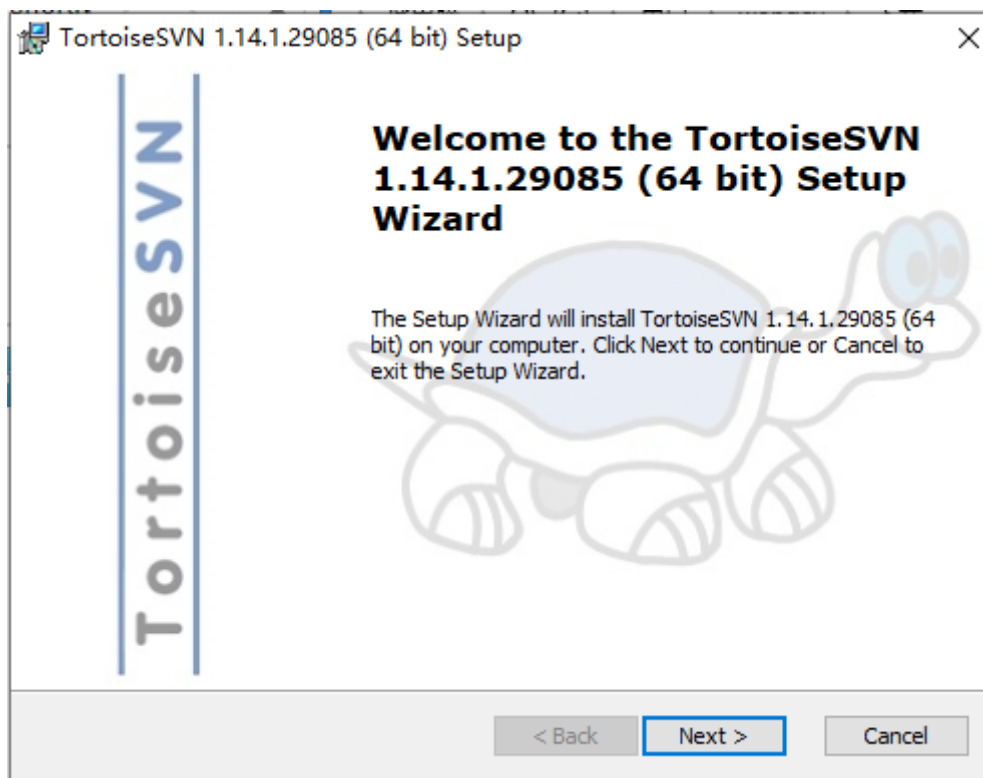 TortoiseSVN 1.14.1.29085 (64 bit) Setup
TortoiseSVN
Welcome to the TortoiseSVN
1.14.1.29085 (64 bit) Setup
Wizard
The Setup Wizard will install TortoiseSVN 1.14.1.29085 (64
bit) on your computer. Click Next to continue or Cancel to
exit the Setup Wizard.
< Back
Next >
Cancel